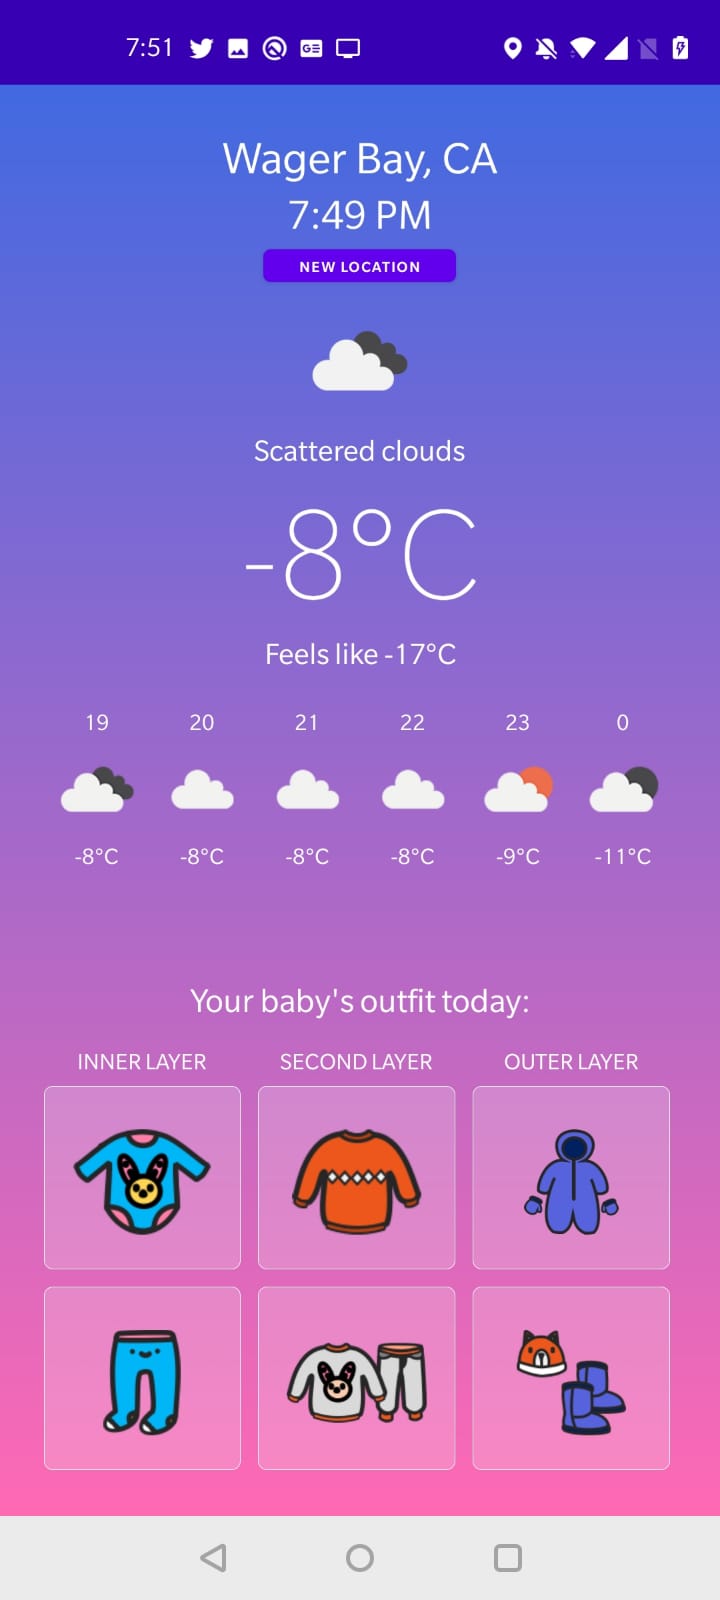 7:51
GE
Wager Bay, CA
7:49 PM
NEW LOCATION
Scattered clouds
-8°C
Feels like -17°C
19 20 21 22 23 0
-8°C -8°C -8°C -8°C -9°C -11°C
Your baby's outfit today:
INNER LAYER SECOND LAYER OUTER LAYER